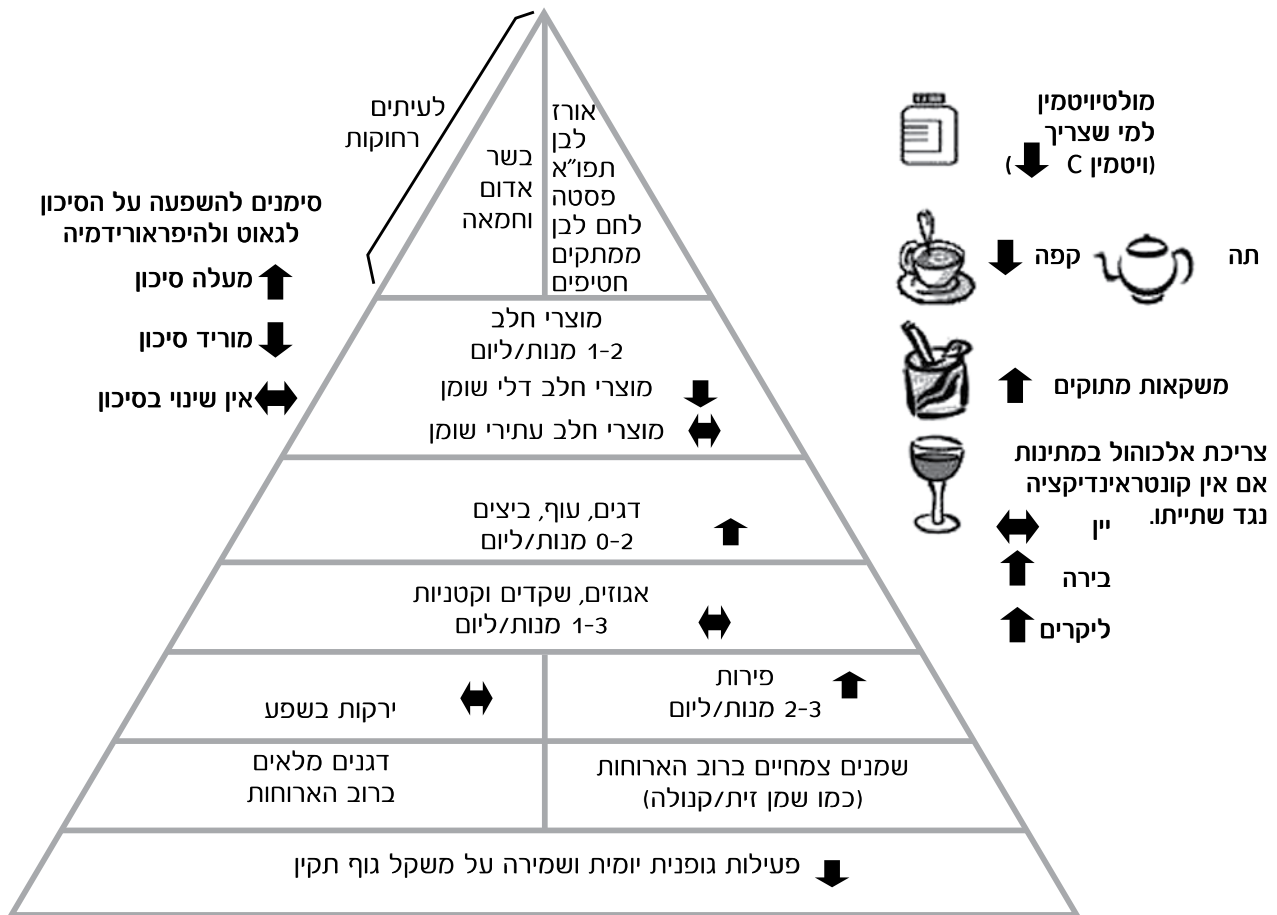 לעיתים
רחוקות
בשר
אדום
וחמאה
אורז
לבן
תפו"א
פסטה
לחם לבן
ממתקים
חטיפים
מולטיויטמין
למי שצריך
(ויטמין C)
תה
קפה
משקאות מתוקים
צריכת אלכוהול במתינות
אם אין קונטראינדיקציה
נגד שתייתו.
יין
בירה
ליקרים
סימנים להשפעה על הסיכון
לגאוט ולהיפראורידמיה
מעלה סיכון
מוריד סיכון
אין שינוי בסיכון
מוצרי חלב
1-2 מנות/ליום
מוצרי חלב דלי שומן
מוצרי חלב עתירי שומן
דגים, עוף, ביצים
0-2 מנות/ליום
אגוזים, שקדים וקטניות
1-3 מנות/ליום
פירות
2-3 מנות/ליום
ירקות בשפע
שמנים צמחיים ברוב הארוחות
(כמו שמן זית/קנולה)
דגנים מלאים
ברוב הארוחות
פעילות גופנית יומית ושמירה על משקל גוף תקין